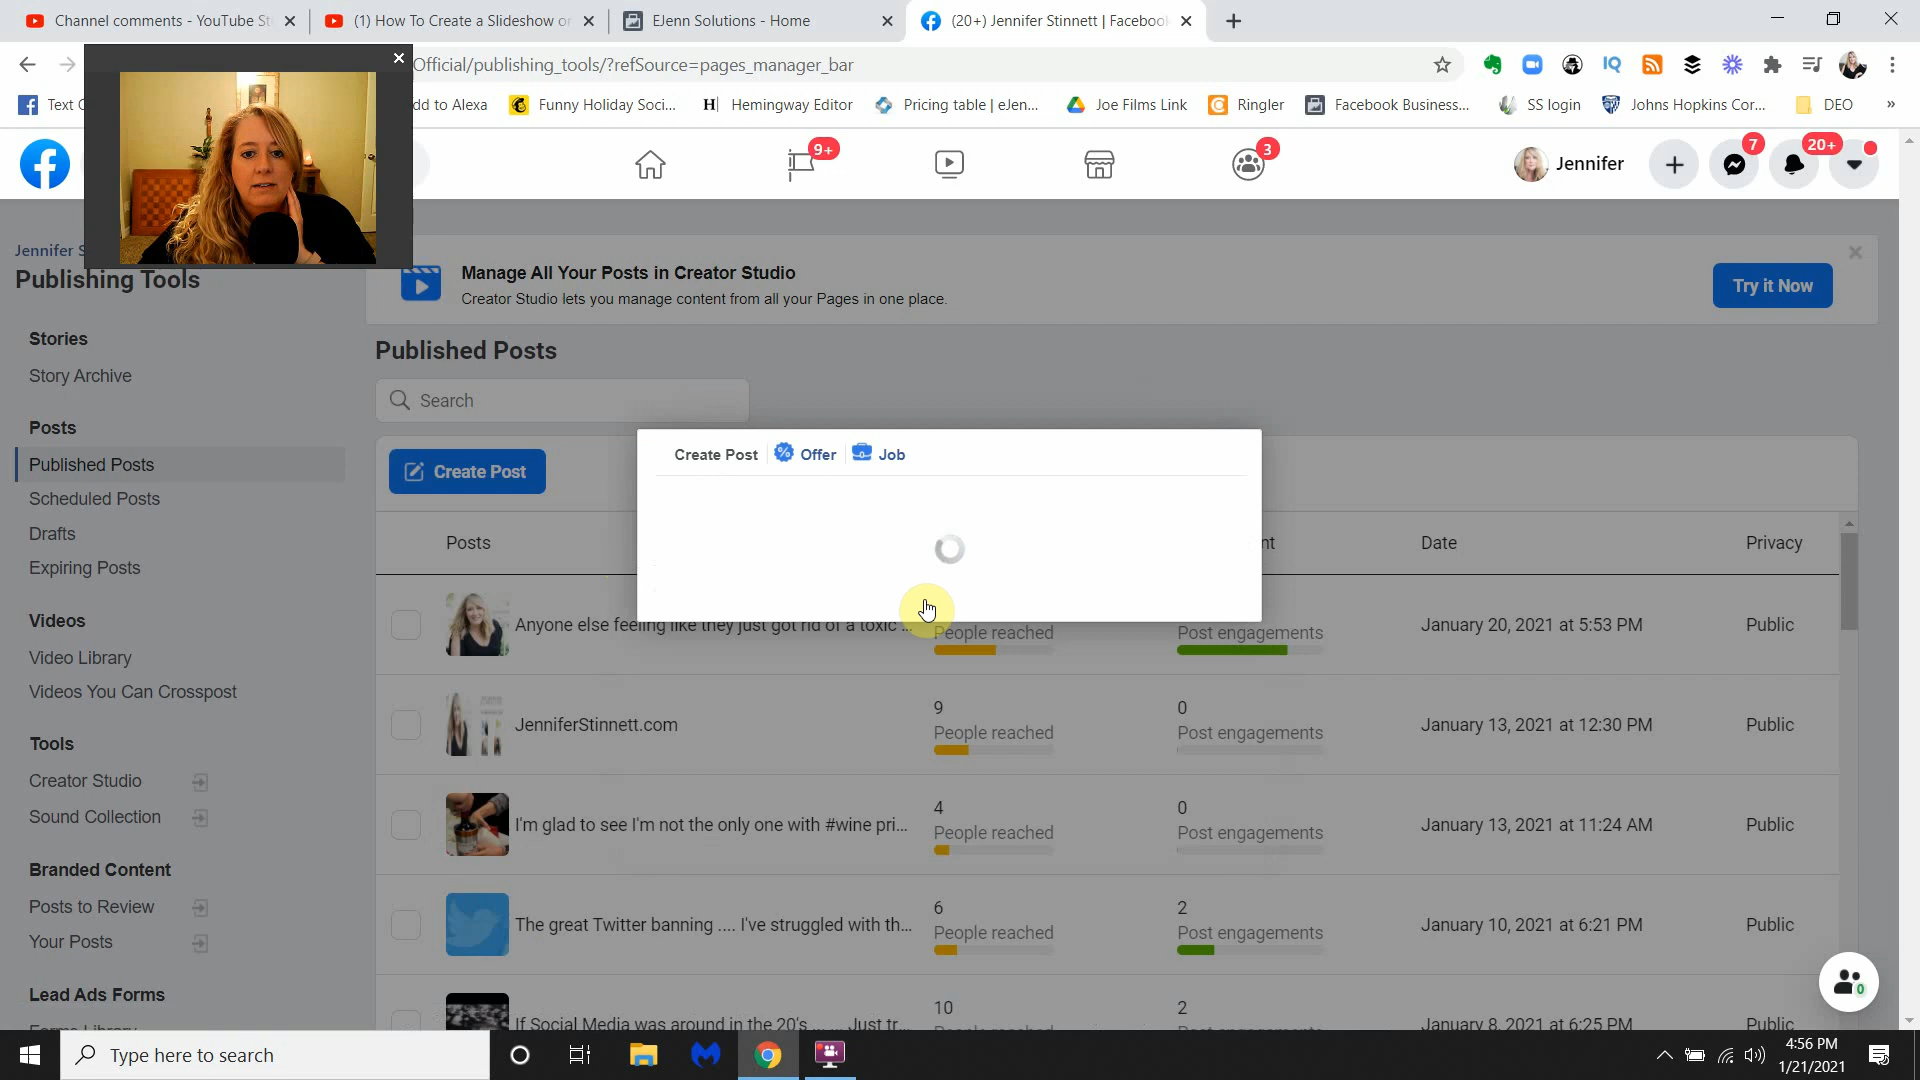 Channel comments - YouTube St
(1) How To Create a Slideshow or
EJenn Solutions - Home
(20+) Jennifer Stinnett | Facebook
Official/publishing_tools/?refSource=pages_manager_bar
Text
dd to Alexa
Funny Holiday Soci...
Hemingway Editor
Pricing table | eJen...
Joe Films Link
Ringler
Facebook Business...
SS login
Johns Hopkins Cor...
DEO
»
9+
3
Jennifer
7
20+
Jennifer S
Publishing Tools
Manage All Your Posts in Creator Studio
Creator Studio lets you manage content from all your Pages in one place.
Try it Now
Stories
Story Archive
Posts
Published Posts
Scheduled Posts
Drafts
Expiring Posts
Videos
Video Library
Videos You Can Crosspost
Tools
Creator Studio
Sound Collection
Branded Content
Posts to Review
Your Posts
Lead Ads Forms
Forms Library
Published Posts
Search
Create Post
Create Post
Offer
Job
Posts
nt
Date
Privacy
Anyone else feeling like they just got rid of a toxic ...
People reached
Post engagements
January 20, 2021 at 5:53 PM
Public
JenniferStinnett.com
9
People reached
0
Post engagements
January 13, 2021 at 12:30 PM
Public
I'm glad to see I'm not the only one with #wine pri...
4
People reached
0
Post engagements
January 13, 2021 at 11:24 AM
Public
The great Twitter banning .... I've struggled with th...
6
People reached
2
Post engagements
January 10, 2021 at 6:21 PM
Public
If Social Media was around in the 20's ...... Just tr...
10
People reached
2
Post engagements
January 8, 2021 at 6:25 PM
Public
0
Type here to search
4:56 PM
1/21/2021